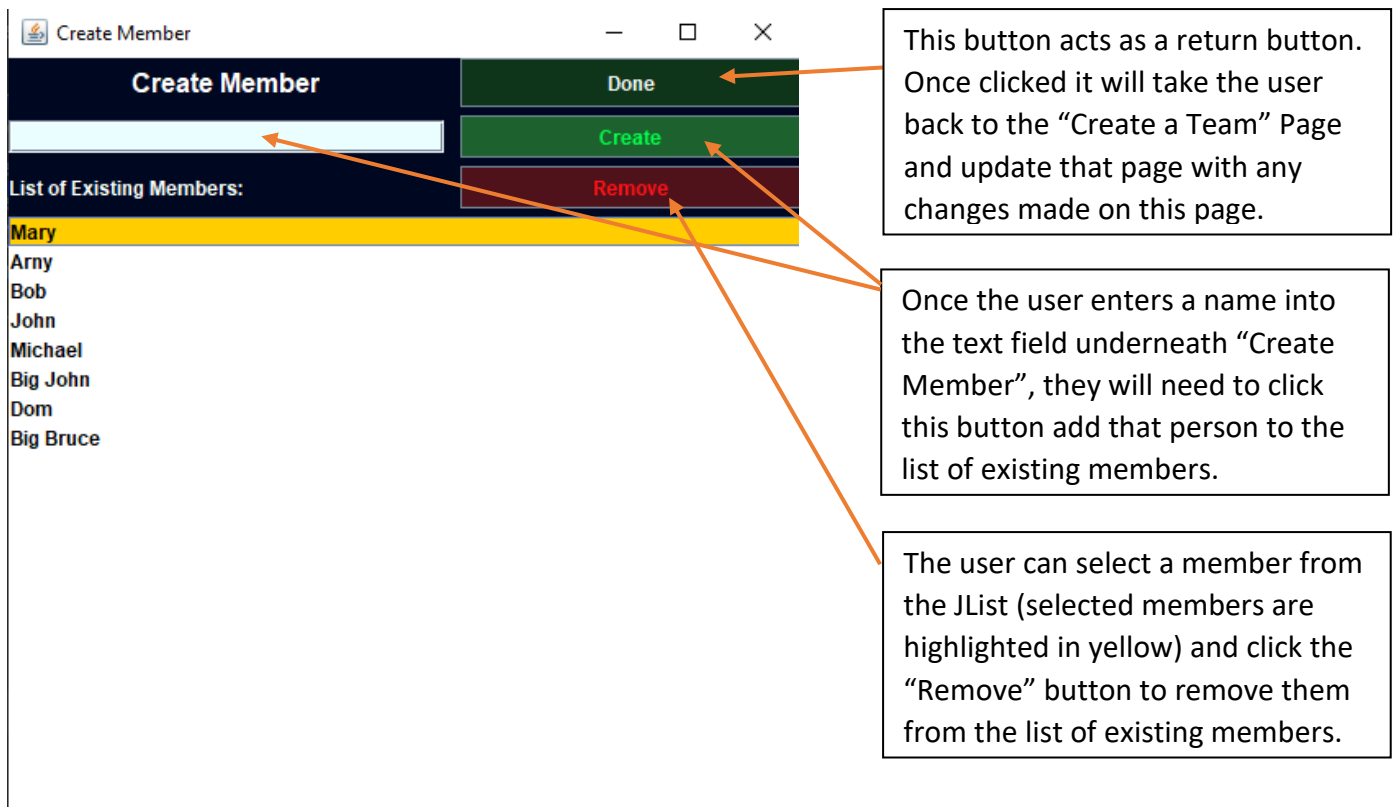 Create Member
Create Member
Done
Create
List of Existing Members:
Remove
Mary
Arny
Bob
John
Michael
Big John
Dom
Big Bruce
This button acts as a return button.
Once clicked it will take the user
back to the “Create a Team” Page
and update that page with any
changes made on this page.
Once the user enters a name into
the text field underneath “Create
Member”, they will need to click
this button add that person to the
list of existing members.
The user can select a member from
the JList (selected members are
highlighted in yellow) and click the
“Remove” button to remove them
from the list of existing members.